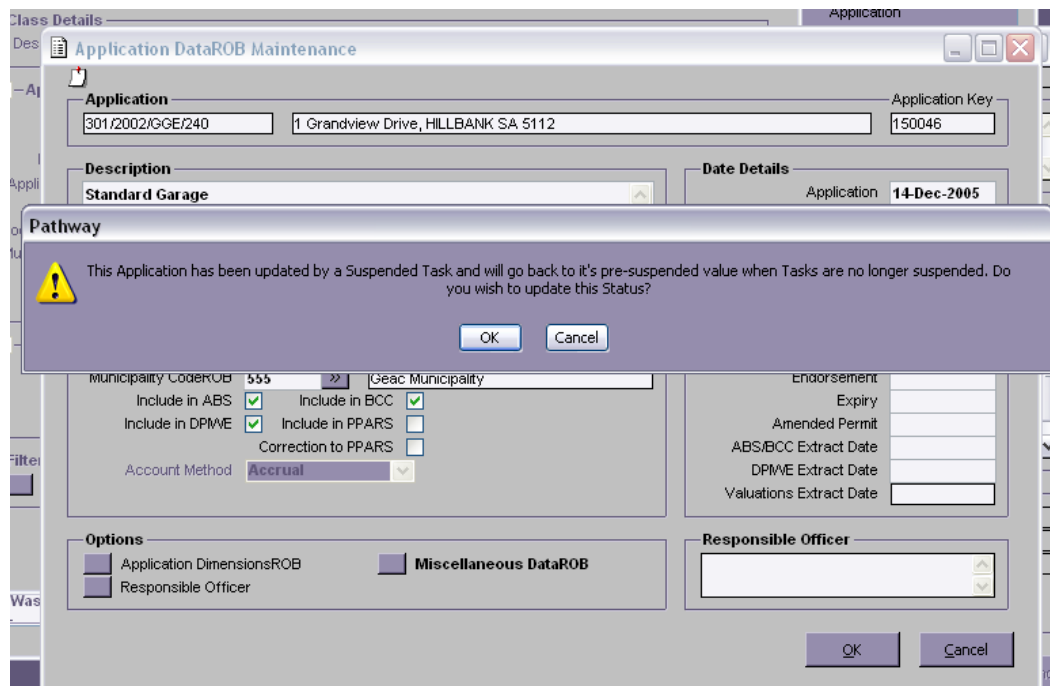 Class Details
Application
Des
Application DataROB Maintenance
Ap
Application
Application Key
301/2002/GGE/240
1 Grandview Drive, HILLBANK SA 5112
150046
Description
Date Details
Appli
Standard Garage
Application 14-Dec-2005
Pathway
This Application has been updated by a Suspended Task and will go back to it's pre-suspended value when Tasks are no longer suspended. Do
you wish to update this Status?
OK Cancel
Municipality CodeROB 555 >> Geac Municipality
Endorsement
Include in ABS Include in BCC
Expiry
Include in DPIWE Include in PPARS
Amended Permit
Correction to PPARS
ABS/BCC Extract Date
Filter
Account Method Accrual
DPIWE Extract Date
Valuations Extract Date
Options
Responsible Officer
Application DimensionsROB Miscellaneous DataROB
Responsible Officer
Was
OK Cancel